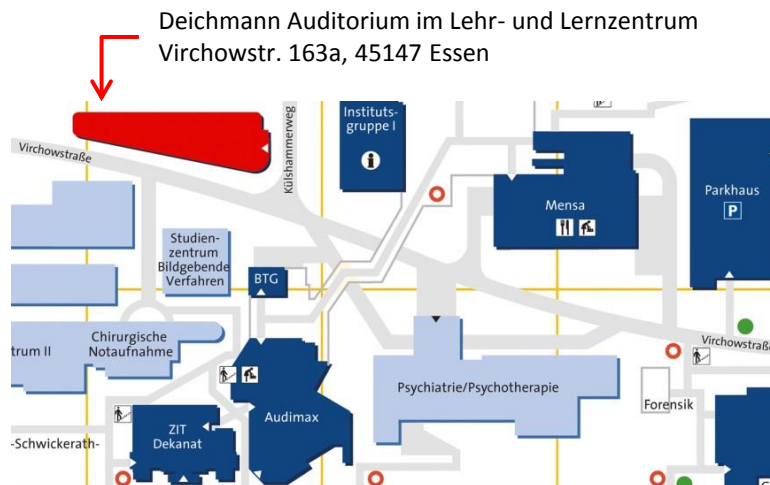 Deichmann Auditorium im Lehr- und Lernzentrum
Virchowstr. 163a, 45147 Essen
Virchowstraße
Külshammerweg
Instituts-
gruppe I
Mensa
Parkhaus
P
Studien-
zentrum
Bildgebende
Verfahren
BTG
Virchowstraße
trum II
Chirurgische
Notaufnahme
Psychiatrie/Psychotherapie
Forensik
Audimax
ZIT
Dekanat
-Schwickerath-